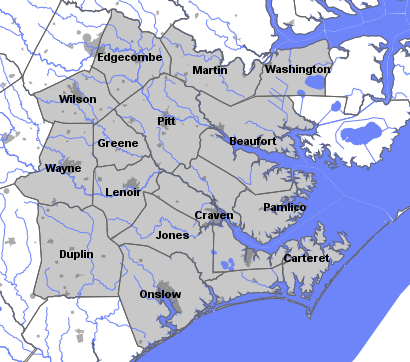 Edgecombe
Martin
Washington
Wilson
Pitt
Greene
Beaufort
Wayne
Lenoir
Craven
Pamlico
Jones
Duplin
Carteret
Onslow